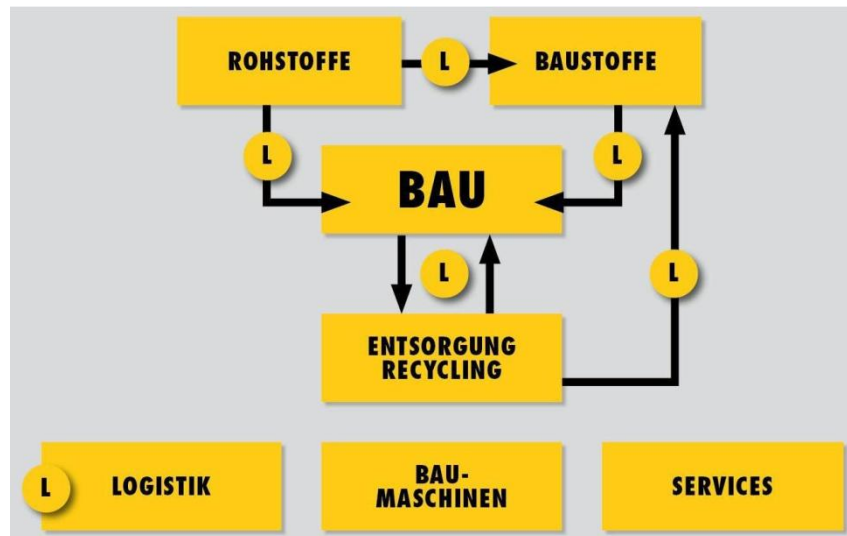 ROHSTOFFE
L
BAUSTOFFE
L
L
BAU
L
L
ENTSORGUNG
RECYCLING
L
LOGISTIK
BAU-
MASCHINEN
SERVICES